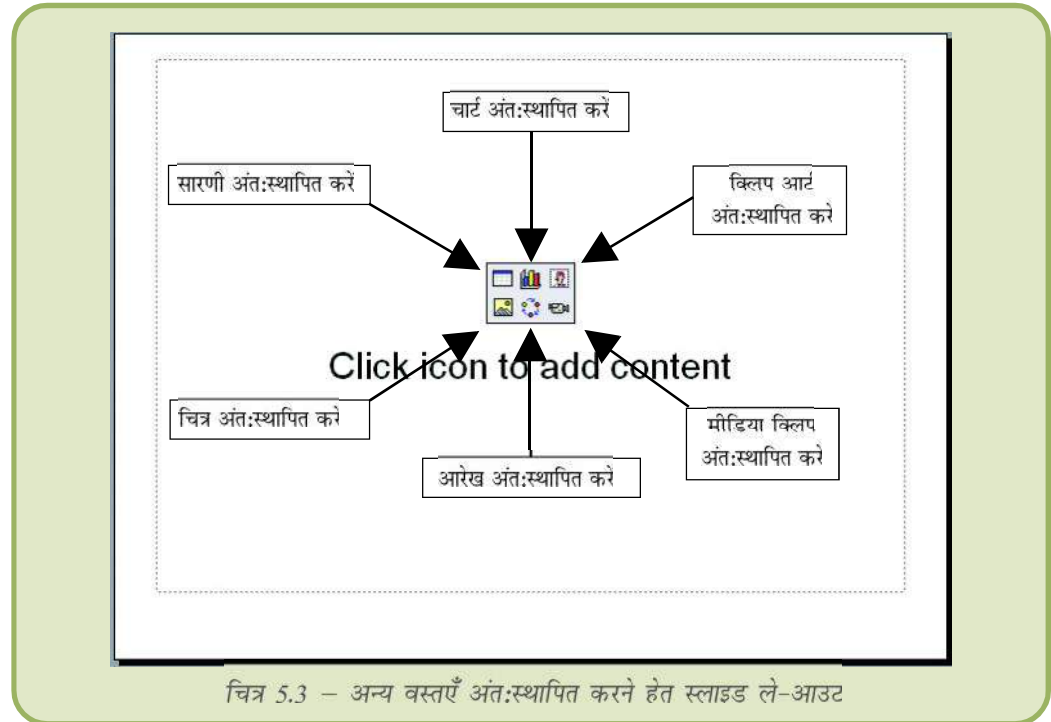 चार्ट अंत:स्थापित करें
सारणी अंत:स्थापित करें
क्लिप आर्ट
अंत:स्थापित करें
Click icon to add content
चित्र अंत:स्थापित करें
मीडिया क्लिप
अंत:स्थापित करें
आरेख अंत:स्थापित करें
चित्र 5.3 – अन्य वस्तएँ अंत:स्थापित करने हेत स्लाइड ले-आउट